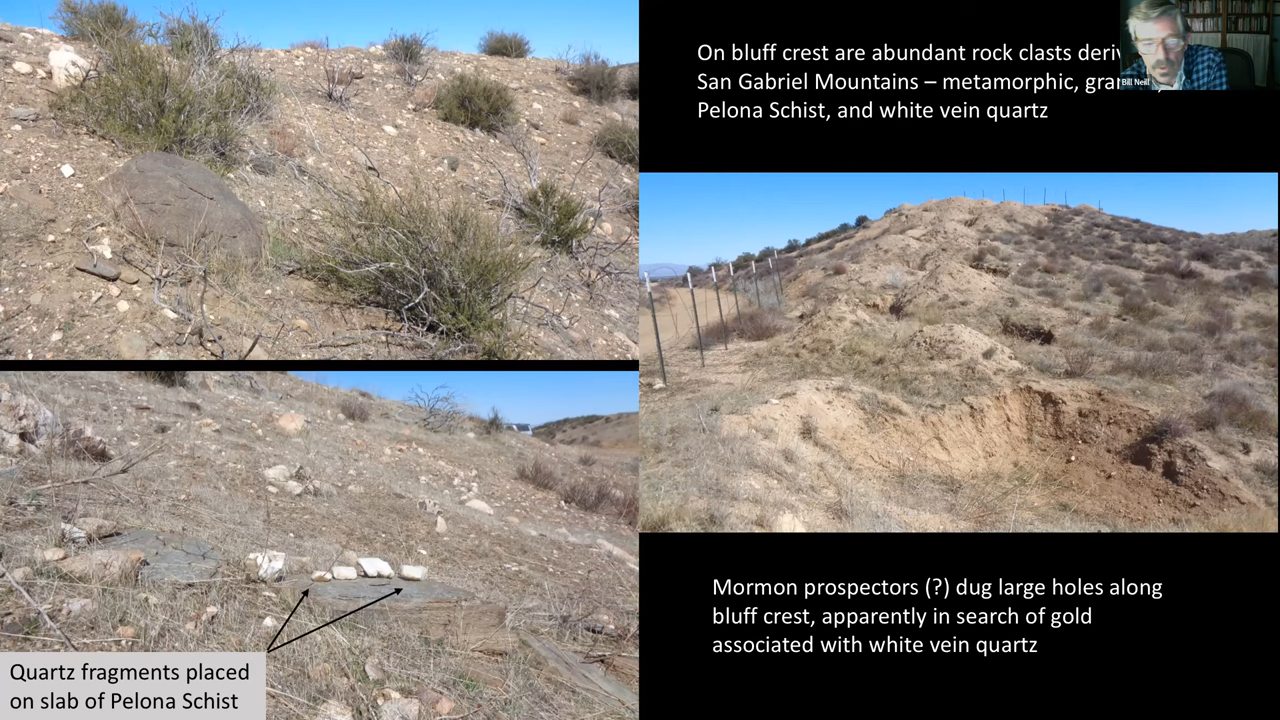 On bluff crest are abundant rock clasts
San Gabriel Mountains – metamorphic,
Pelona Schist, and white vein quartz
Bill Neill
Mormon prospectors (?) dug large holes along
bluff crest, apparently in search of gold
associated with white vein quartz
Quartz fragments placed
on slab of Pelona Schist